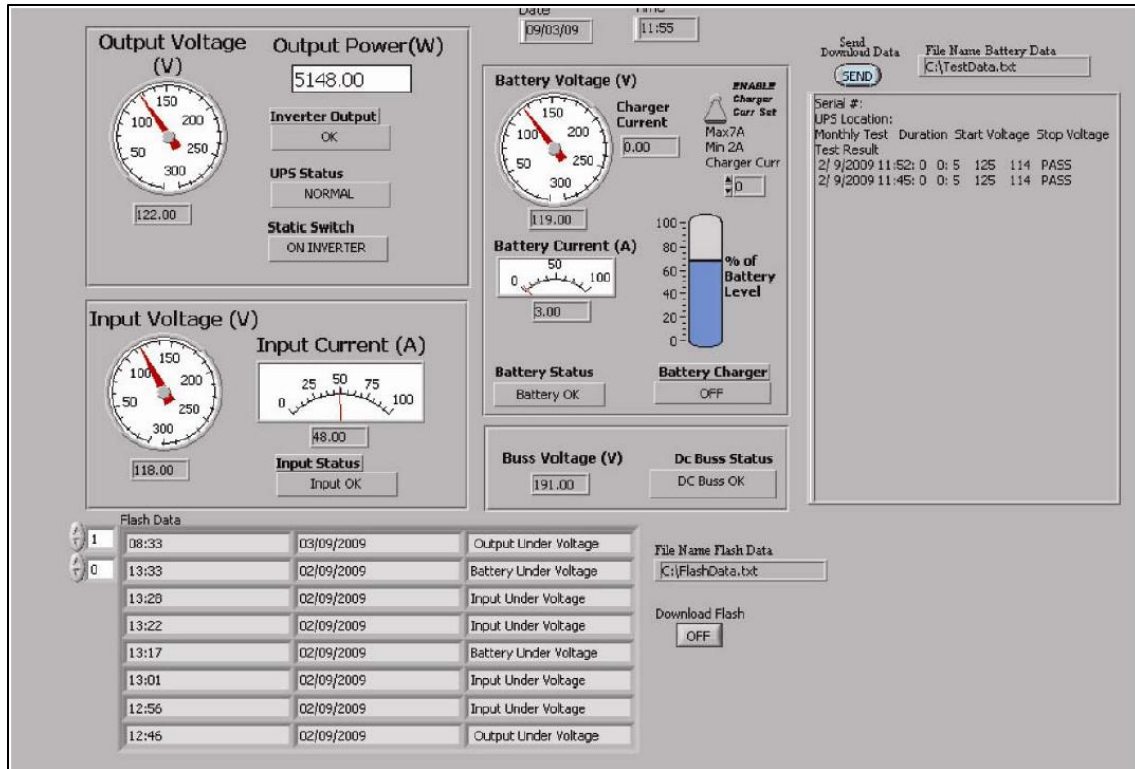 Date
09/03/09
Time
11:55
Output Voltage
(V)
50 100 150 200 250 300
122.00
Output Power(W)
5148.00
Inverter Output
OK
UPS Status
NORMAL
Static Switch
ON INVERTER
Input Voltage (V)
50 100 150 200 250 300
118.00
Input Current (A)
0 25 50 75 100
48.00
Input Status
Input OK
Battery Voltage (V)
50 100 150 200 250 300
119.00
Charger
Current
0.00
ENABLE
Charger
Curr Set
Max7A
Min 2A
Charger Curr
0
Battery Current (A)
0 50 100
3.00
100
80
60
40
20
0
% of
Battery
Level
Battery Status
Battery OK
Battery Charger
OFF
Buss Voltage (V)
191.00
Dc Buss Status
DC Buss OK
Send
Download Data
SEND
File Name Battery Data
C:\TestData.txt
Serial #:
UPS Location:
Monthly Test Duration Start Voltage Stop Voltage
Test Result
2/ 9/2009 11:52: 0 0: 5 125 114 PASS
2/ 9/2009 11:45: 0 0: 5 125 114 PASS
Flash Data
1
0
08:33 03/09/2009 Output Under Voltage
13:33 02/09/2009 Battery Under Voltage
13:28 02/09/2009 Input Under Voltage
13:22 02/09/2009 Input Under Voltage
13:17 02/09/2009 Battery Under Voltage
13:01 02/09/2009 Input Under Voltage
12:56 02/09/2009 Input Under Voltage
12:46 02/09/2009 Output Under Voltage
File Name Flash Data
C:\FlashData.txt
Download Flash
OFF